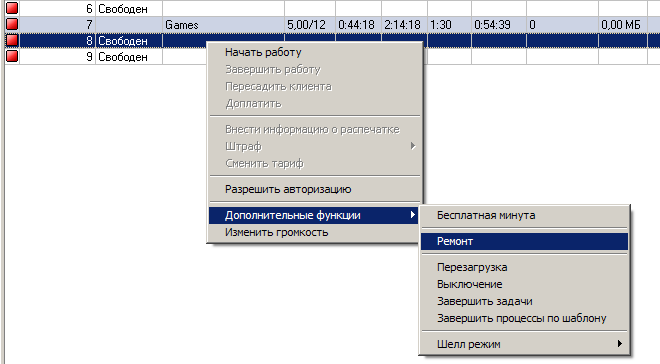 6 Свободен
7 Games 5,00/12 0:44:18 2:14:18 1:30 0:54:39 0 0,00 МБ
8 Свободен
9 Свободен
Начать работу
Завершить работу
Пересадить клиента
Доплатить
Внести информацию о распечатке
Штраф
Сменить тариф
Разрешить авторизацию
Дополнительные функции
Изменить громкость
Бесплатная минута
Ремонт
Перезагрузка
Выключение
Завершить задачи
Завершить процессы по шаблону
Шелл режим